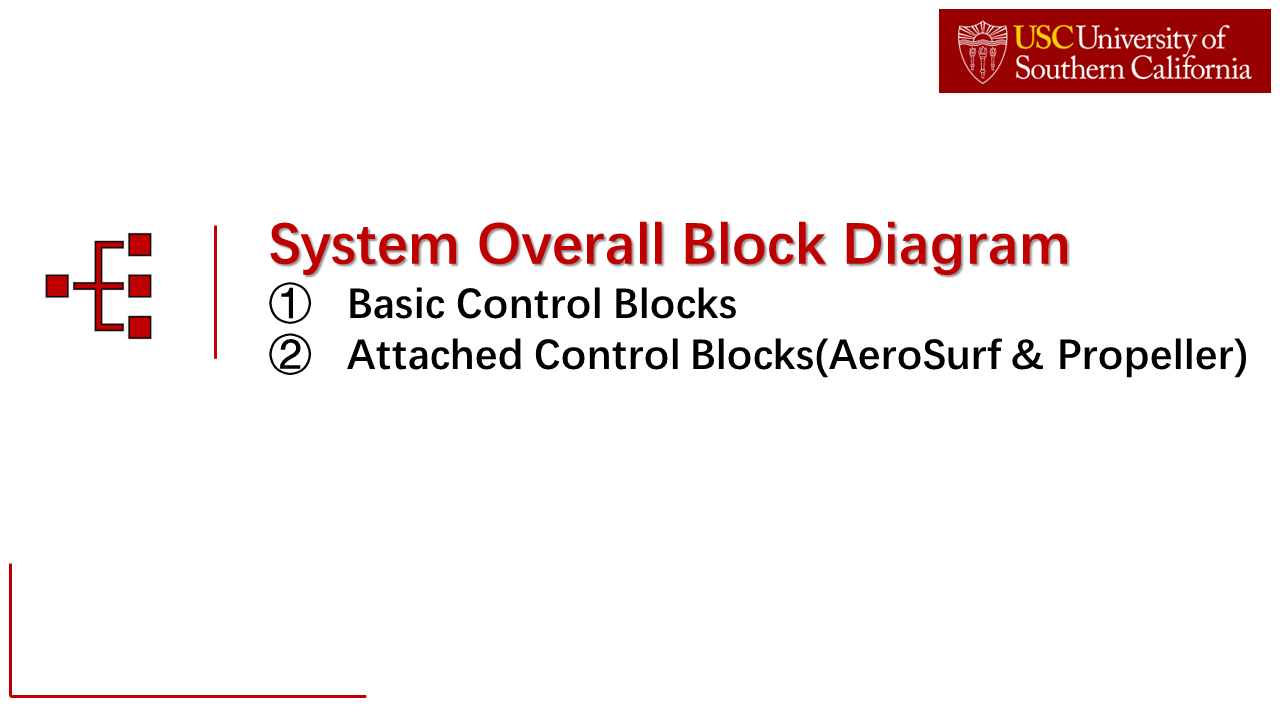 USC University of
Southern California
System Overall Block Diagram
① Basic Control Blocks
② Attached Control Blocks(AeroSurf & Propeller)